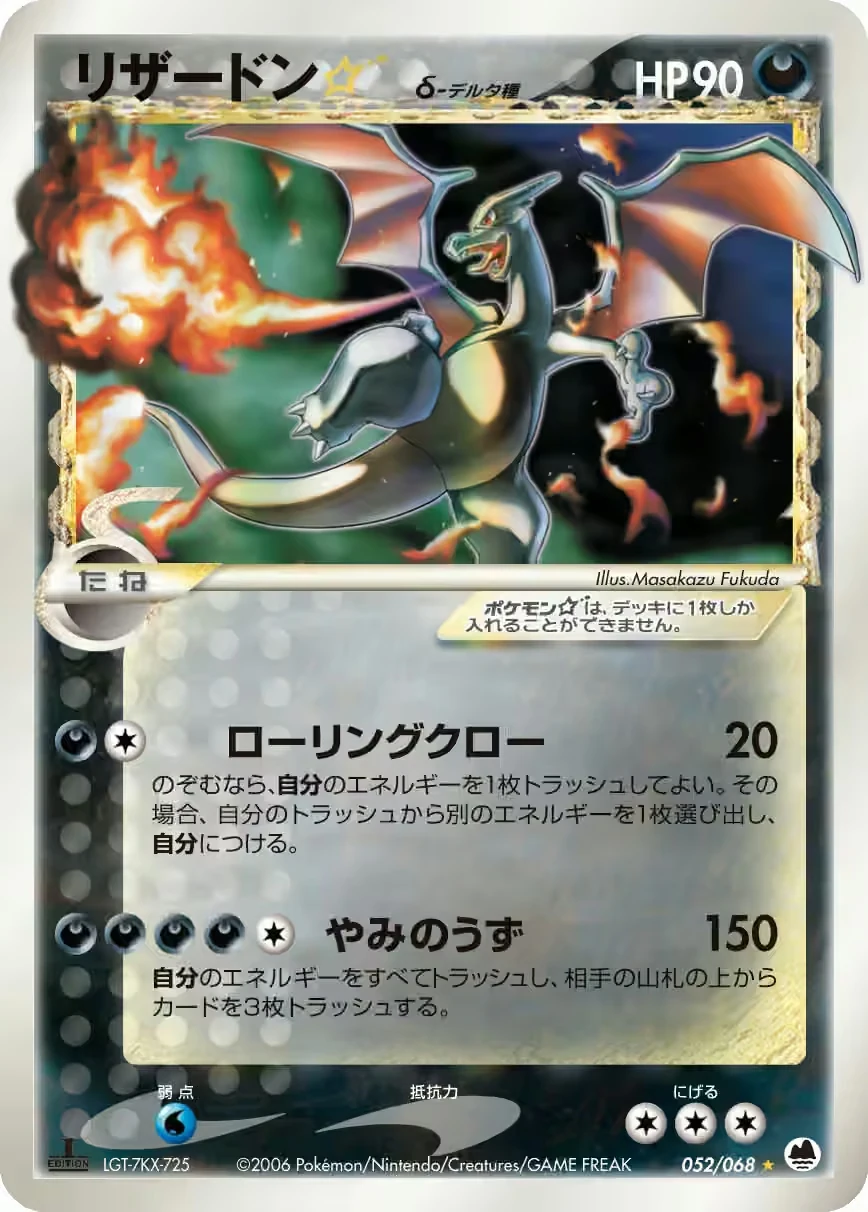 リザードン☆ δ-デルタ種 HP90
たね
Illus.Masakazu Fukuda
ポケモン☆は、デッキに1枚しか
入れることができません。
ローリングクロー 20
のぞむなら、自分のエネルギーを1枚トラッシュしてよい。その
場合、自分のトラッシュから別のエネルギーを1枚選び出し、
自分につける。
やみのうず 150
自分のエネルギーをすべてトラッシュし、相手の山札の上から
カードを3枚トラッシュする。
弱点 抵抗力 にげる
1
EDITION LGT-7KX-725 ©2006 Pokémon/Nintendo/Creatures/GAME FREAK 052/068 ★